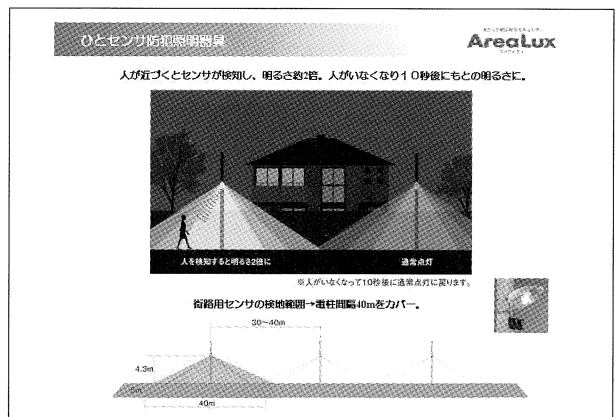 ひとセンサ防犯照明器具
AreaLux
人が近づくとセンサが検知し、明るさ約2倍。人がいなくなり10秒後にもとの明るさに。
人を検知すると明るさ2倍に
通常点灯
※人がいなくなって10秒後に通常点灯に戻ります。
街路用センサの検地範囲→電柱間隔40mをカバー。
30~40m
4.3m
40m